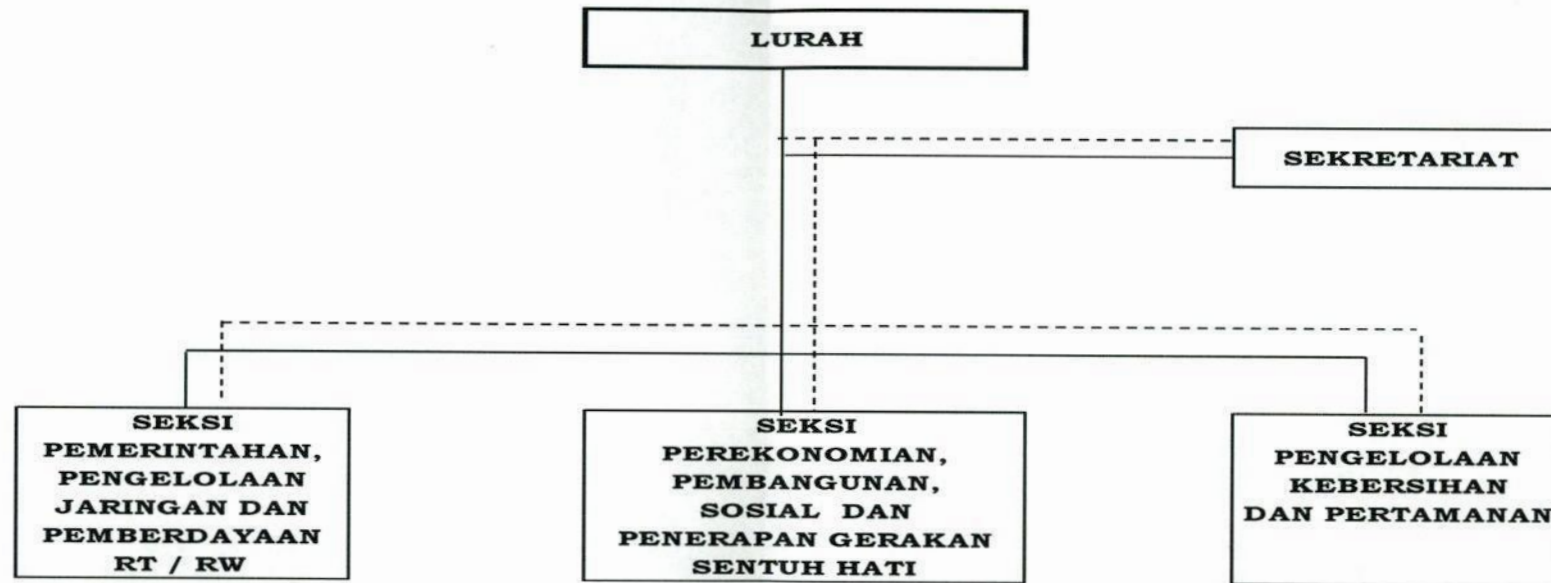 LURAH
SEKRETARIAT
SEKSI
PEMERINTAHAN,
PENGELOLAAN
JARINGAN DAN
PEMBERDAYAAN
RT / RW
SEKSI
PEREKONOMIAN,
PEMBANGUNAN,
SOSIAL DAN
PENERAPAN GERAKAN
SENTUH HATI
SEKSI
PENGELOLAAN
KEBERSIHAN
DAN PERTAMANAN